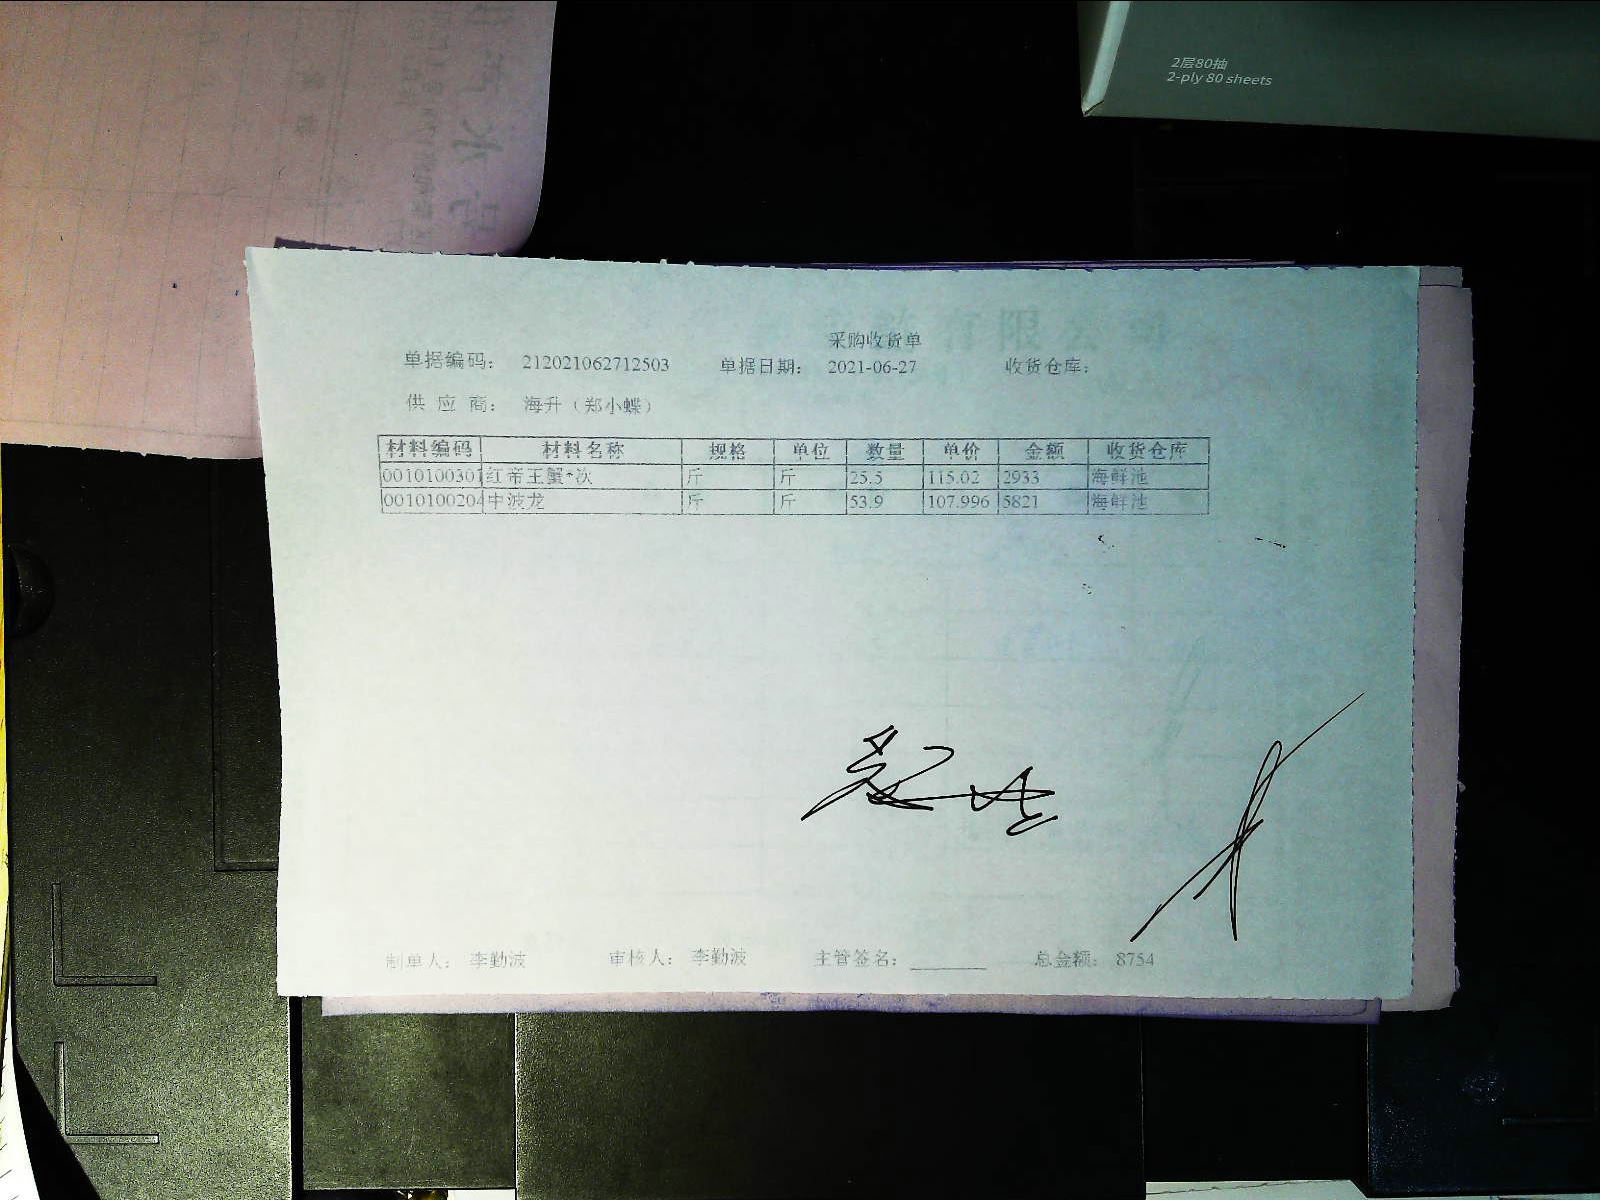 2层80抽
2-ply 80 sheets
采购收货单
单据编码： 212021062712503 单据日期： 2021-06-27 收货仓库：
供 应 商： 海升（郑小蝶）
材料编码 材料名称 规格 单位 数量 单价 金额 收货仓库
0010100301 红帝王蟹*次 斤 斤 25.5 115.02 2933 海鲜池
0010100204 中波龙 斤 斤 53.9 107.996 5821 海鲜池
制单人： 李勤波 审核人： 李勤波 主管签名： 总金额： 8754